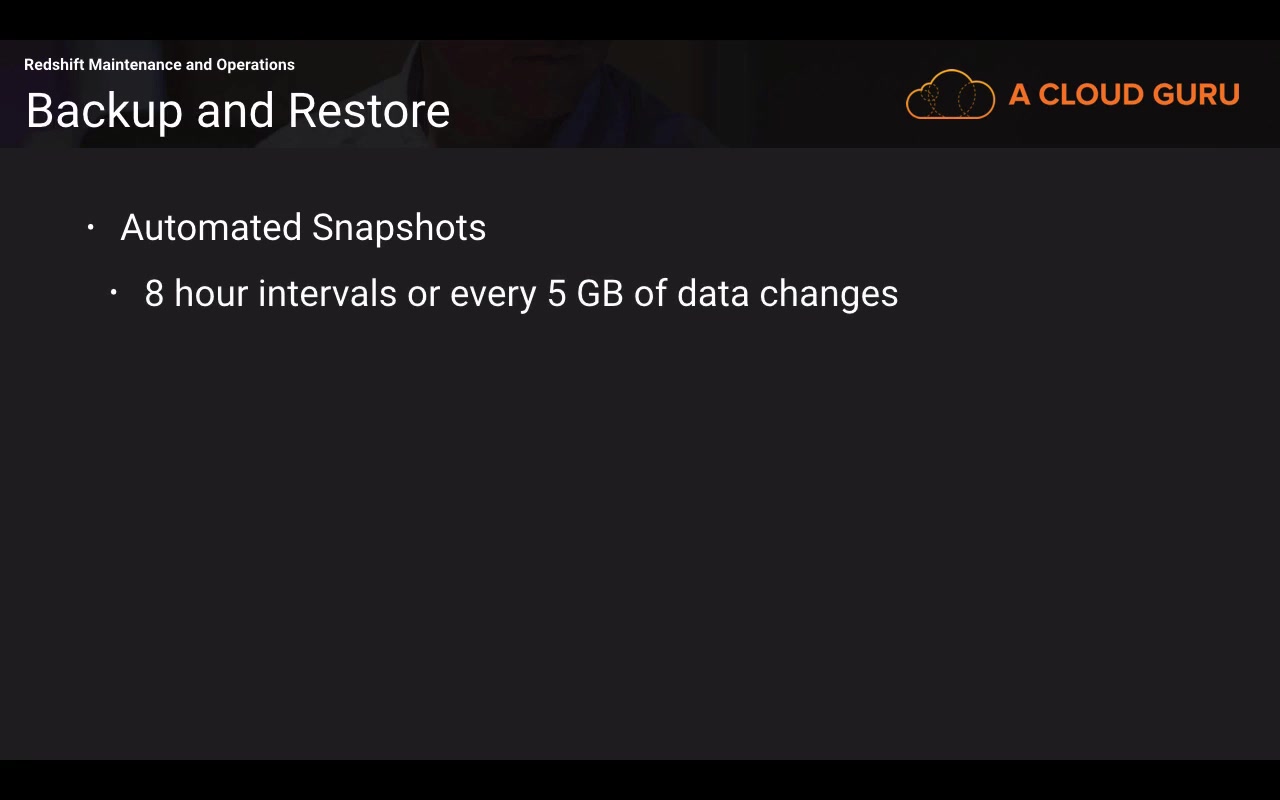 Redshift Maintenance and Operations
Backup and Restore
A CLOUD GURU
• Automated Snapshots
• 8 hour intervals or every 5 GB of data changes